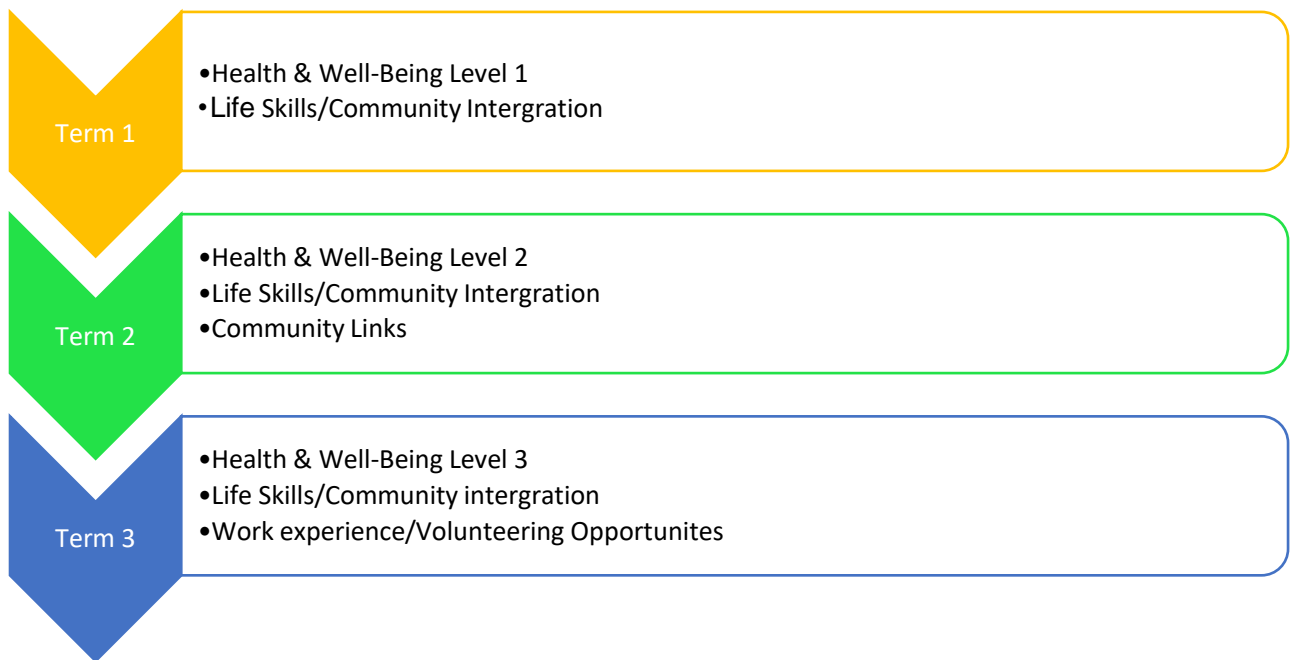 Term 1
•Health & Well-Being Level 1
•Life Skills/Community Intergration
Term 2
•Health & Well-Being Level 2
•Life Skills/Community Intergration
•Community Links
Term 3
•Health & Well-Being Level 3
•Life Skills/Community intergration
•Work experience/Volunteering Opportunites